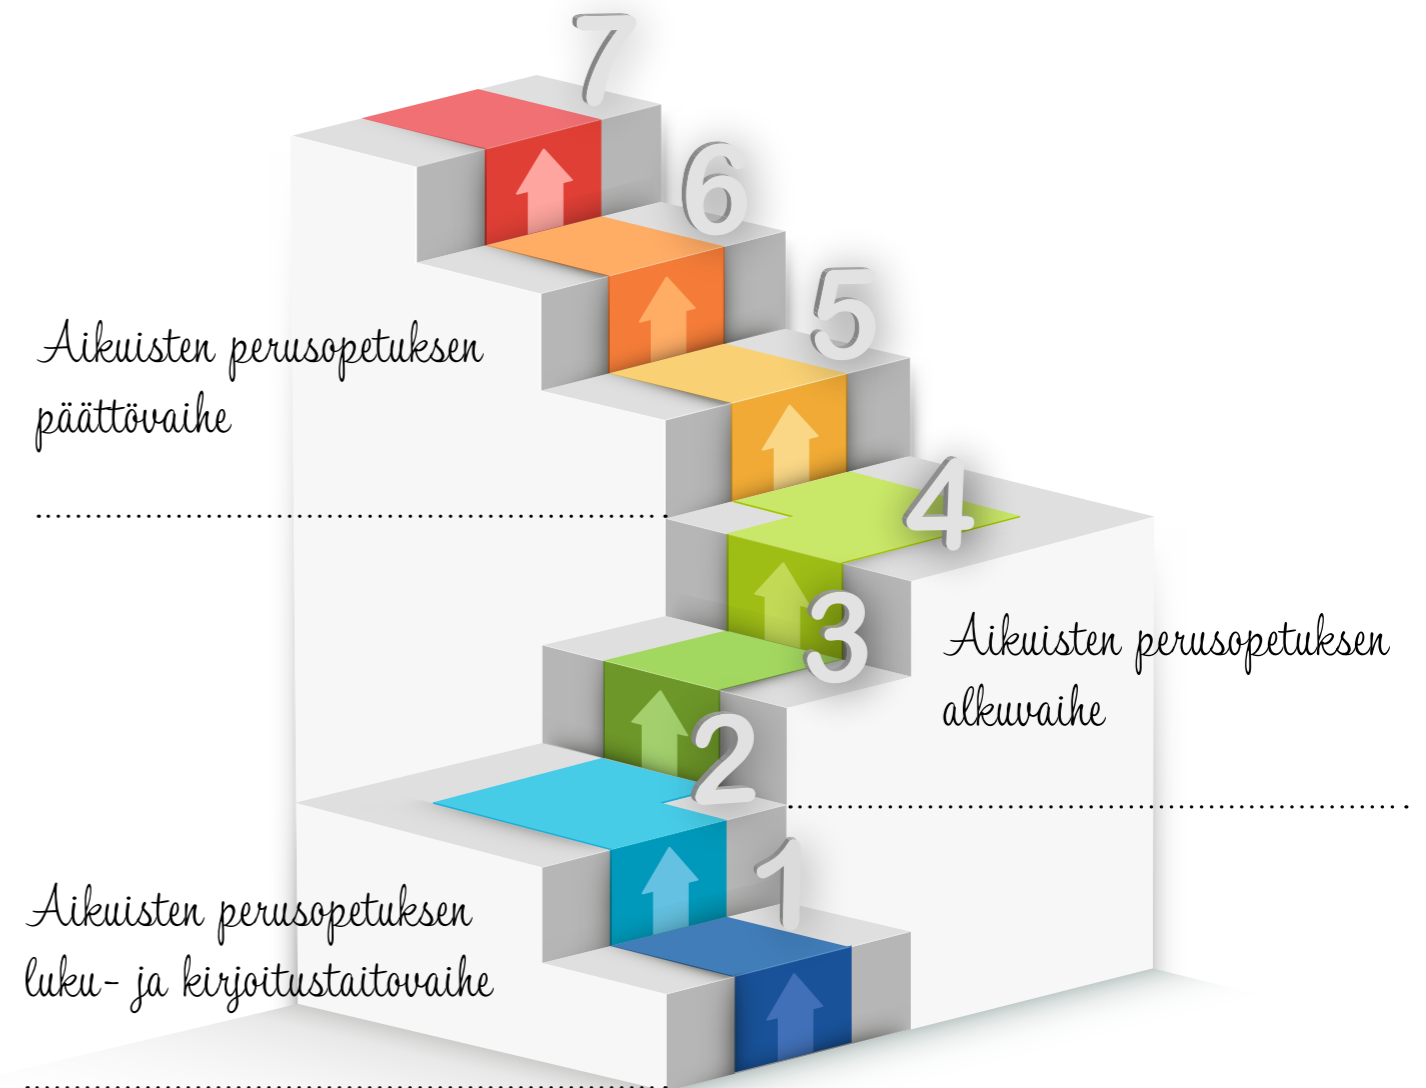 7
6
5
Aikuisten perusopetuksen
päättövaihe
4
3
Aikuisten perusopetuksen
alkuvaihe
2
1
Aikuisten perusopetuksen
luku- ja kirjoitustaitovaihe